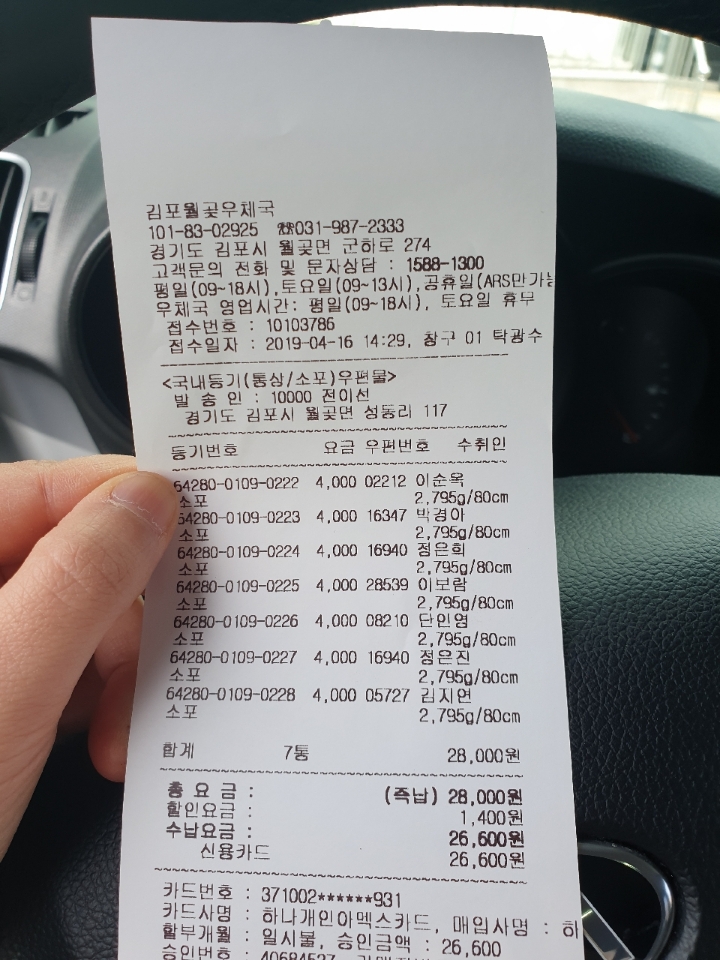 김포월곶우체국
101-83-02925 ☎031-987-2333
경기도 김포시 월곶면 군하로 274
고객문의 전화 및 문자상담 : 1588-1300
평일(09~18시),토요일(09~13시),공휴일(ARS만가능
우체국 영업시간: 평일(09~18시), 토요일 휴무
접수번호 : 10103786
접수일자 : 2019-04-16 14:29, 창구 01 탁광수
<국내등기(통상/소포)우편물>
발 송 인 : 10000 전이선
경기도 김포시 월곶면 성동리 117
등기번호 요금 우편번호 수취인
64280-0109-0222 4,000 02212 이순옥
소포 2,795g/80cm
64280-0109-0223 4,000 16347 박경아
소포 2,795g/80cm
64280-0109-0224 4,000 16940 정은희
소포 2,795g/80cm
64280-0109-0225 4,000 28539 이보람
소포 2,795g/80cm
64280-0109-0226 4,000 08210 단인영
소포 2,795g/80cm
64280-0109-0227 4,000 16940 정은진
소포 2,795g/80cm
64280-0109-0228 4,000 05727 김지연
소포 2,795g/80cm
합계 7통 28,000원
총 요 금 : (즉납) 28,000원
할인요금 : 1,400원
수납요금 : 26,600원
신용카드 26,600원
카드번호 : 371002******931
카드사명 : 하나개인아멕스카드, 매입사명 : 하
할부개월 : 일시불, 승인금액 : 26,600
승인번호 : 40684527,